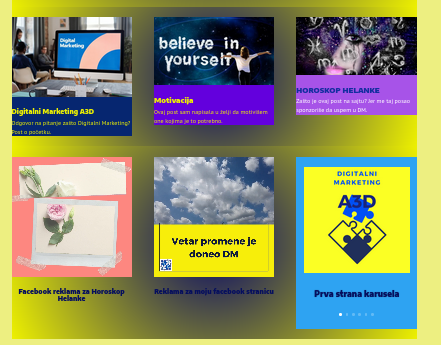 Digital
Marketing
Digitalni Marketing A3D
Odgovor na pitanje zašto Digitalni Marketing?
Post o početku.
believe in
yourself
Motivacija
Ovaj post sam napisala u želji da motivišem
one kojima je to potrebno.
HOROSKOP HELANKE
Zašto je ovaj post na sajtu? Jer me taj posao
sponzoriše da uspem u DM.
Facebook reklama za Horoskop
Helanke
Vetar promene je
doneo DM
Reklama za moju facebook stranicu
DIGITALNI
MARKETING
A3D
Prva strana karusela